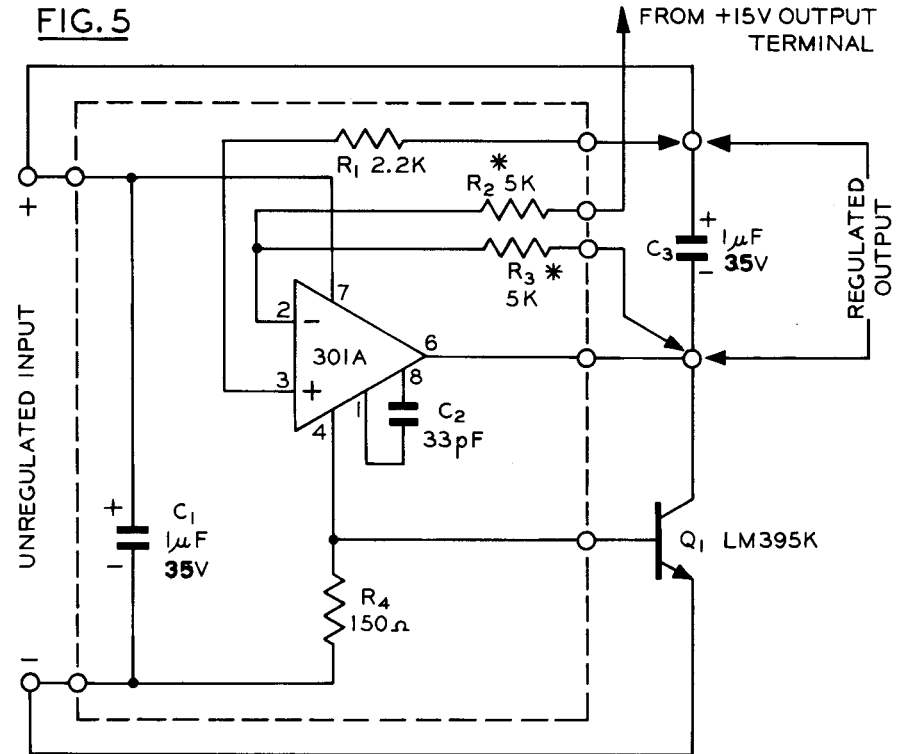 FIG. 5
FROM +15V OUTPUT
TERMINAL
R1 2.2K
*
R2 5K
R3 *
5K
+
+
C3
1µF
35V
−
REGULATED
OUTPUT
UNREGULATED INPUT
7
2
−
301A
6
3
+
8
1
4
C2
33pF
+
C1
1µF
35V
−
Q1 LM395K
R4
150Ω
−